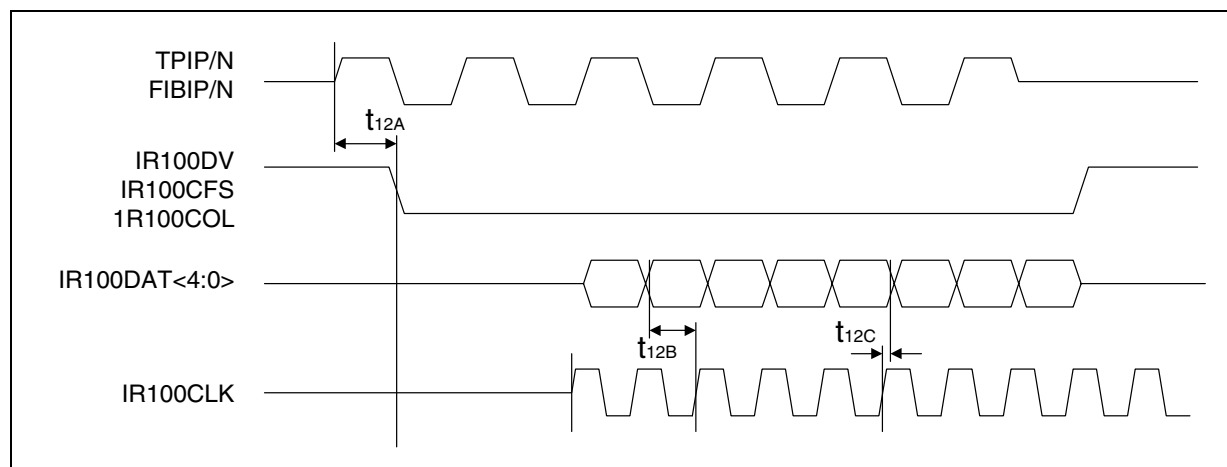 TPIP/N
FIBIP/N
t12A
IR100DV
IR100CFS
1R100COL
IR100DAT<4:0>
t12B
t12C
IR100CLK